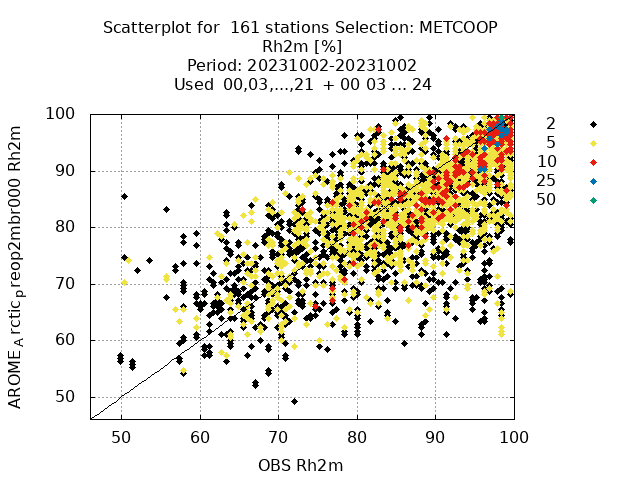 Scatterplot for  161 stations Selection: METCOOP
Rh2m [%]
Period: 20231002-20231002
Used  00,03,...,21  + 00 03 ... 24
AROME_Arctic_preop2mbr000 Rh2m
100
90
80
70
60
50
50 60 70 80 90 100
OBS Rh2m
2
5
10
25
50